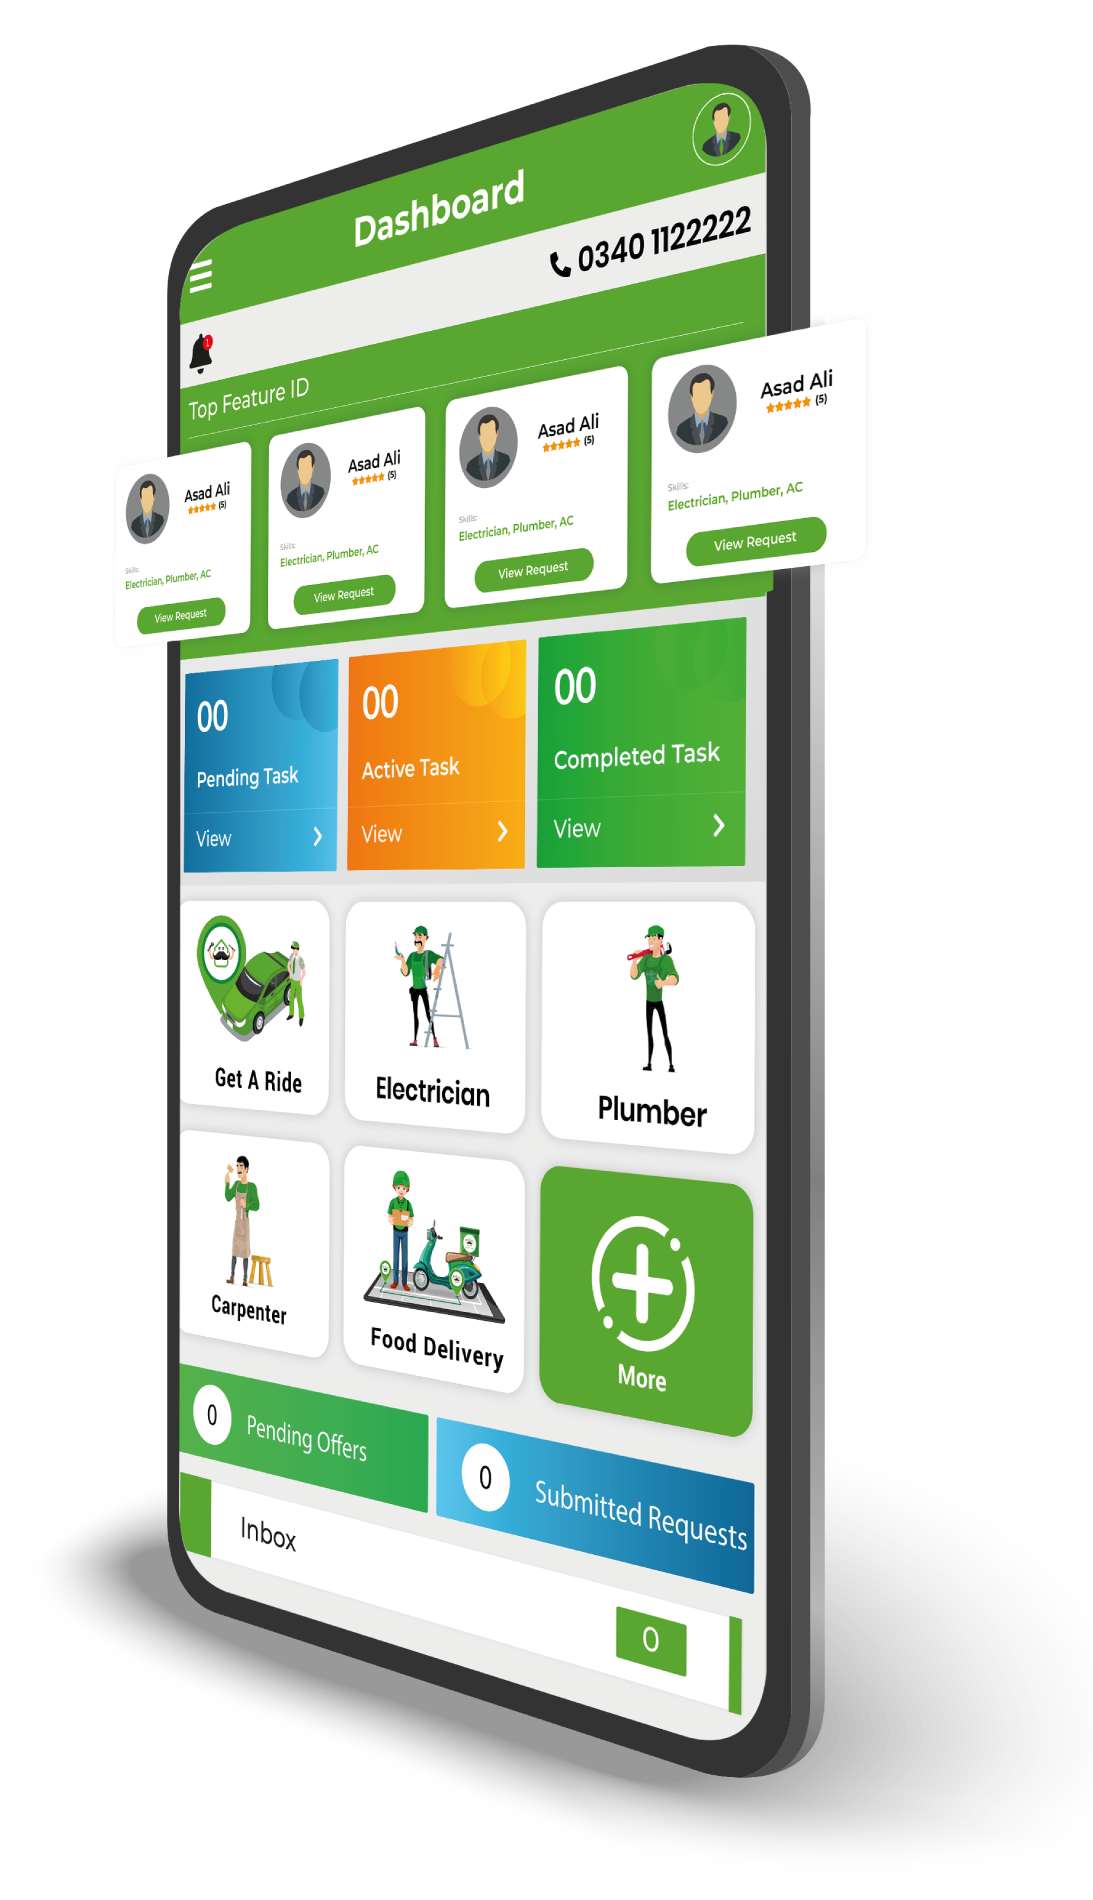 Dashboard
0340 1122222
1
Top Feature ID
Asad Ali
(5)
Skills:
Electrician, Plumber, AC
View Request
Asad Ali
(5)
Skills:
Electrician, Plumber, AC
View Request
Asad Ali
(5)
Skills:
Electrician, Plumber, AC
View Request
Asad Ali
(5)
Skills:
Electrician, Plumber, AC
View Request
00
Pending Task
View
00
Active Task
View
00
Completed Task
View
Get A Ride
Electrician
Plumber
Carpenter
Food Delivery
More
0 Pending Offers
0 Submitted Requests
Inbox
0